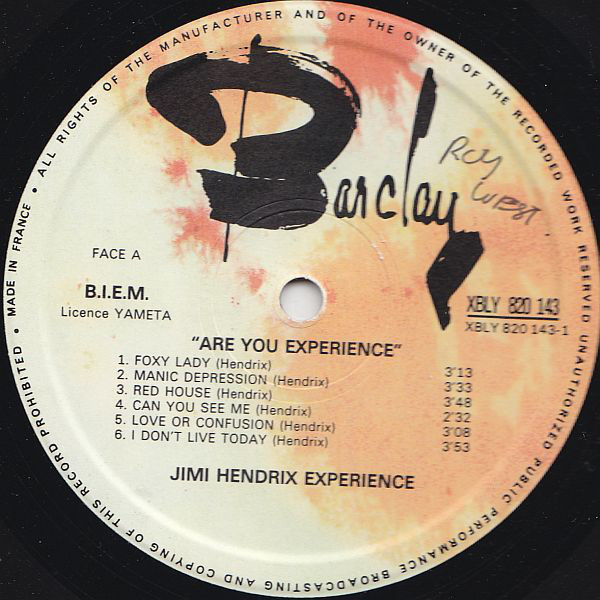 ALL RIGHTS OF THE MANUFACTURER AND OF THE OWNER OF THE RECORDED WORK RESERVED UNAUTHORIZED PUBLIC PERFORMANCE BROADCASTING AND COPYING OF THIS RECORD PROHIBITED • MADE IN FRANCE •
Barclay
ROY
WEST
FACE A
B.I.E.M.
Licence YAMETA
XBLY 820 143
XBLY 820 143-1
"ARE YOU EXPERIENCE"
1. FOXY LADY (Hendrix) 3'13
2. MANIC DEPRESSION (Hendrix) 3'33
3. RED HOUSE (Hendrix) 3'48
4. CAN YOU SEE ME (Hendrix) 2'32
5. LOVE OR CONFUSION (Hendrix) 3'08
6. I DON'T LIVE TODAY (Hendrix) 3'53
JIMI HENDRIX EXPERIENCE